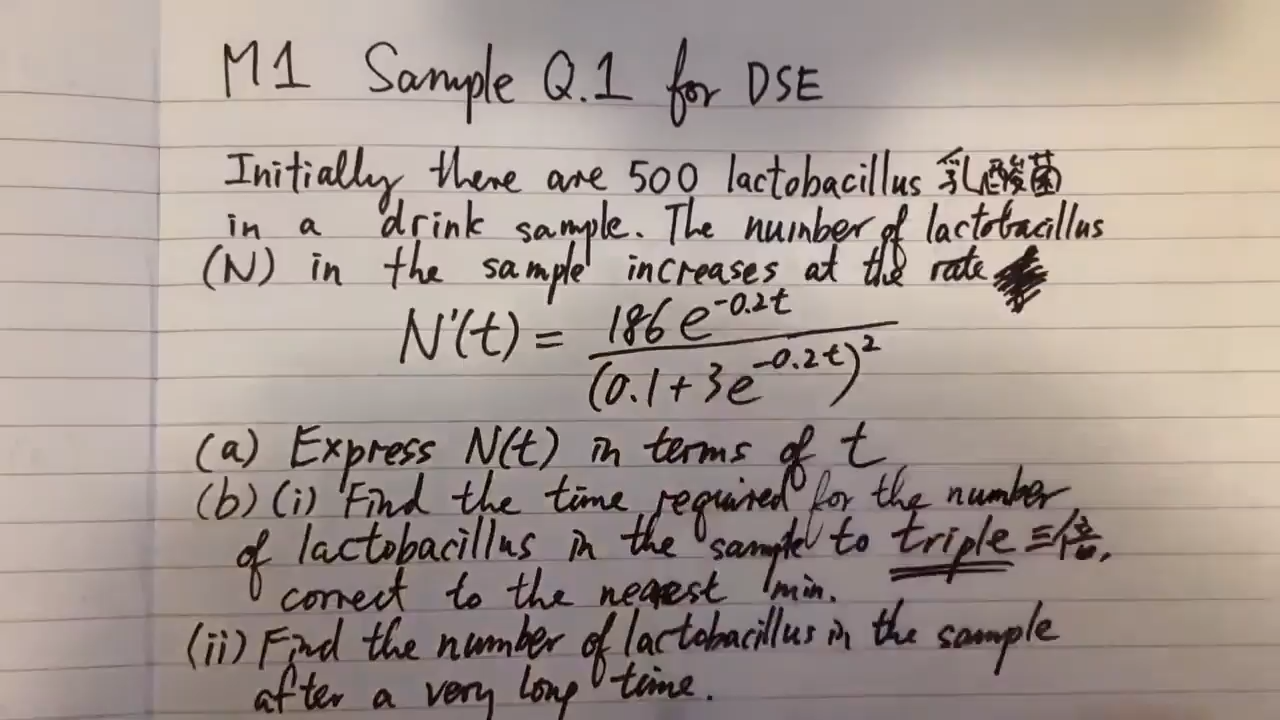 M1 Sample Q.1 for DSE
Initially there are 500 lactobacillus 乳酸菌
in a drink sample. The number of lactobacillus
(N) in the sample increases at the rate
N'(t) = 186e^-0.2t / (0.1+3e^-0.2t)^2
(a) Express N(t) in terms of t
(b) (i) Find the time required for the number
of lactobacillus in the sample to triple 三倍,
correct to the nearest min.
(ii) Find the number of lactobacillus in the sample
after a very long time.